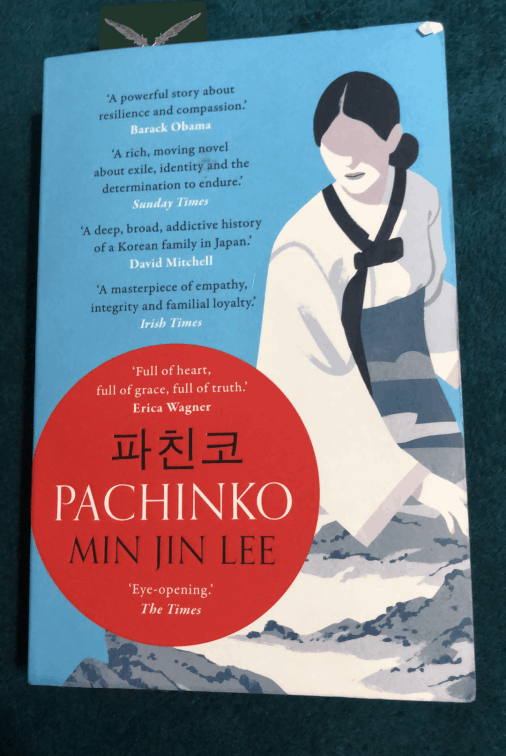 ‘A powerful story about
resilience and compassion.’
Barack Obama
‘A rich, moving novel
about exile, identity and the
determination to endure.’
Sunday Times
‘A deep, broad, addictive history
of a Korean family in Japan.’
David Mitchell
‘A masterpiece of empathy,
integrity and familial loyalty.’
Irish Times
‘Full of heart,
full of grace, full of truth.’
Erica Wagner
파친코
PACHINKO
MIN JIN LEE
‘Eye-opening.’
The Times